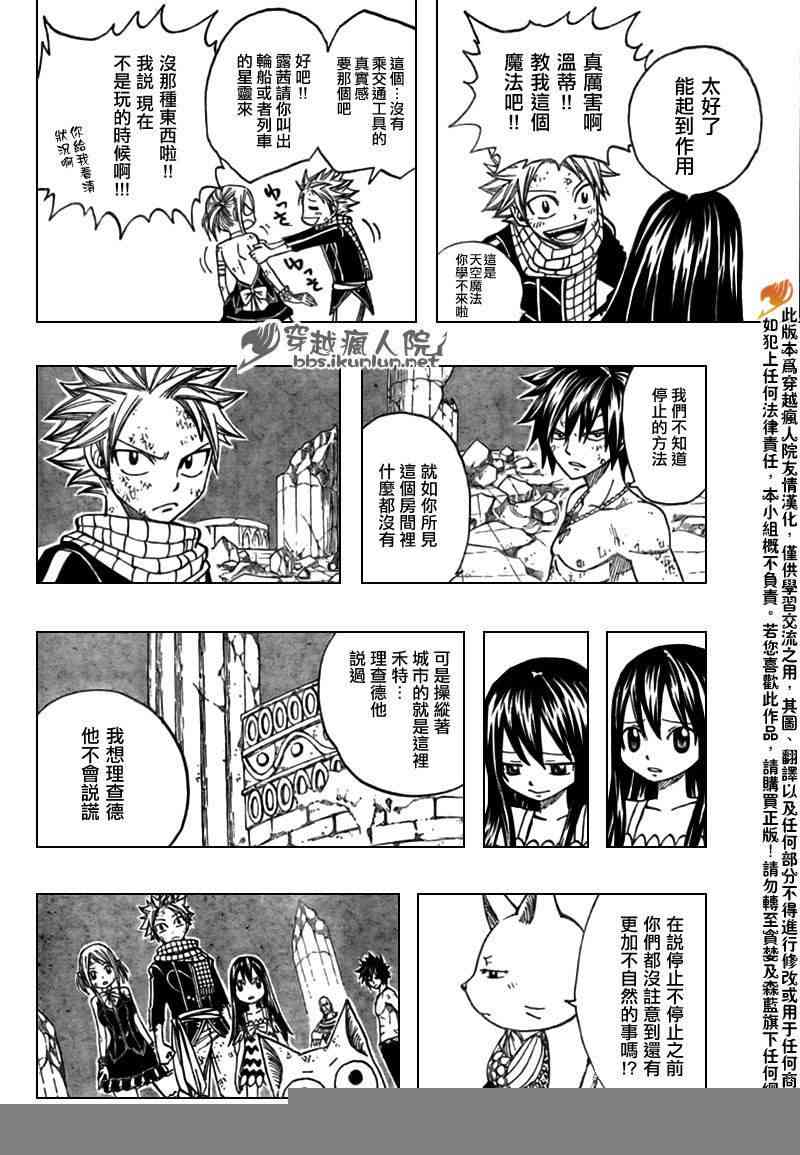 太好了
能起到作用
真厲害啊
溫蒂!!
教我這個
魔法吧!!
這是
天空魔法
你學不來啦
這個…沒有
乘交通工具的
真實感
要那個吧
好吧!!
露茜請你叫出
輪船或者列車
的星靈來
ゆっさ
ゆっさ
沒那種東西啦!!
我説 現在
不是玩的時候啊!!!
你給我看清
狀況啊
穿越瘋人院
bbs.ikunlun.net
我們不知道
停止的方法
就如你所見
這個房間裡
什麼都沒有
可是操縱著
城市的就是這裡
禾特…
理查德他
説過
我想理查德
他不會説謊
在説停止不停止之前
你們都沒註意到還有
更加不自然的事嗎!?
此版本爲穿越瘋人院友情漢化，僅供學習交流之用，其圖、翻譯以及任何部分不得進行修改或用于任何商
如犯上任何法律責任，本小組概不負責。若您喜歡此作品，請購買正版！請勿轉至貪婪及森藍旗下任何網